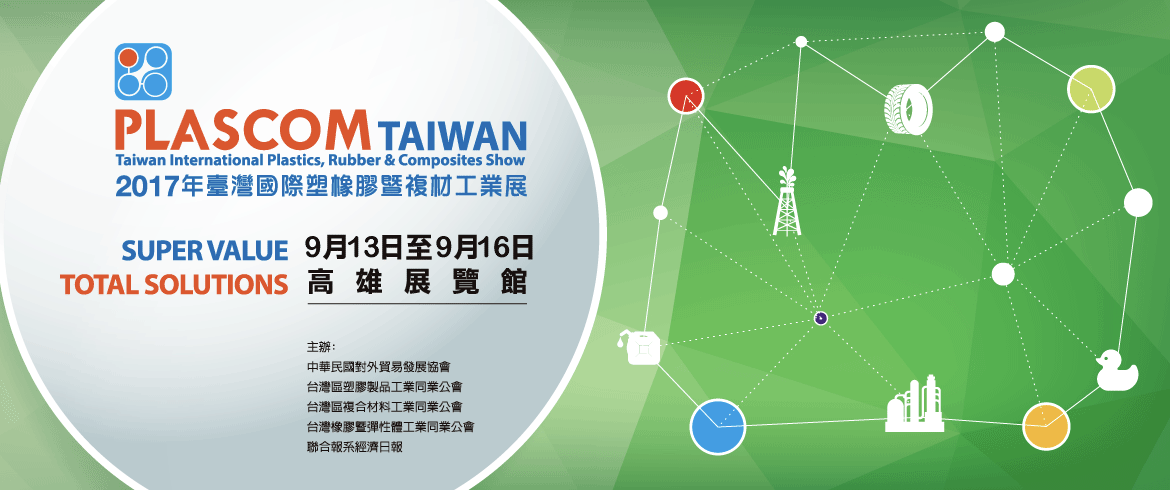 PLASCOM TAIWAN
Taiwan International Plastics, Rubber & Composites Show
2017年臺灣國際塑橡膠暨複材工業展
SUPER VALUE
TOTAL SOLUTIONS
9月13日至9月16日
高雄展覽館
主辦:
中華民國對外貿易發展協會
台灣區塑膠製品工業同業公會
台灣區複合材料工業同業公會
台灣橡膠暨彈性體工業同業公會
聯合報系經濟日報